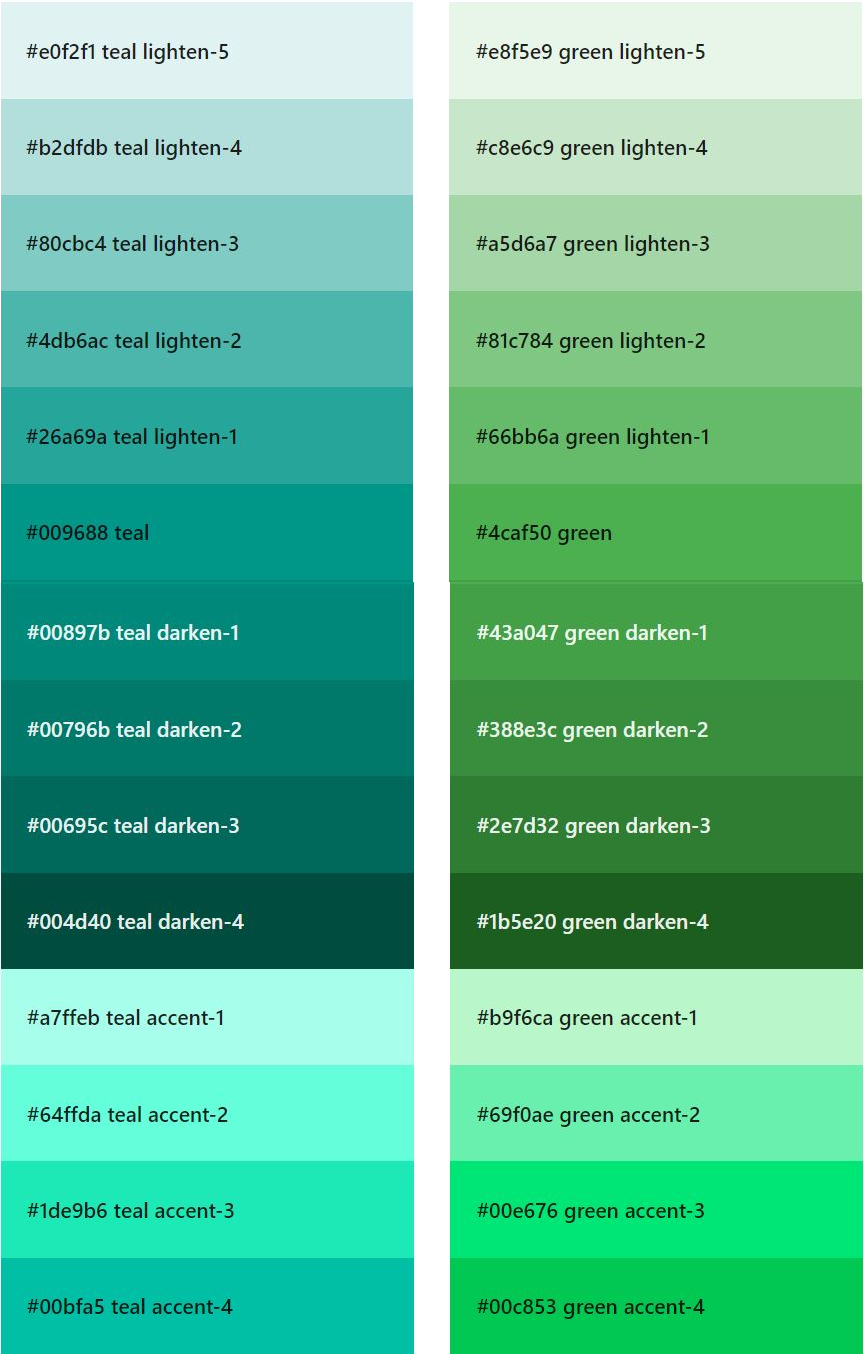 #e0f2f1 teal lighten-5
#b2dfdb teal lighten-4
#80cbc4 teal lighten-3
#4db6ac teal lighten-2
#26a69a teal lighten-1
#009688 teal
#00897b teal darken-1
#00796b teal darken-2
#00695c teal darken-3
#004d40 teal darken-4
#a7ffeb teal accent-1
#64ffda teal accent-2
#1de9b6 teal accent-3
#00bfa5 teal accent-4
#e8f5e9 green lighten-5
#c8e6c9 green lighten-4
#a5d6a7 green lighten-3
#81c784 green lighten-2
#66bb6a green lighten-1
#4caf50 green
#43a047 green darken-1
#388e3c green darken-2
#2e7d32 green darken-3
#1b5e20 green darken-4
#b9f6ca green accent-1
#69f0ae green accent-2
#00e676 green accent-3
#00c853 green accent-4